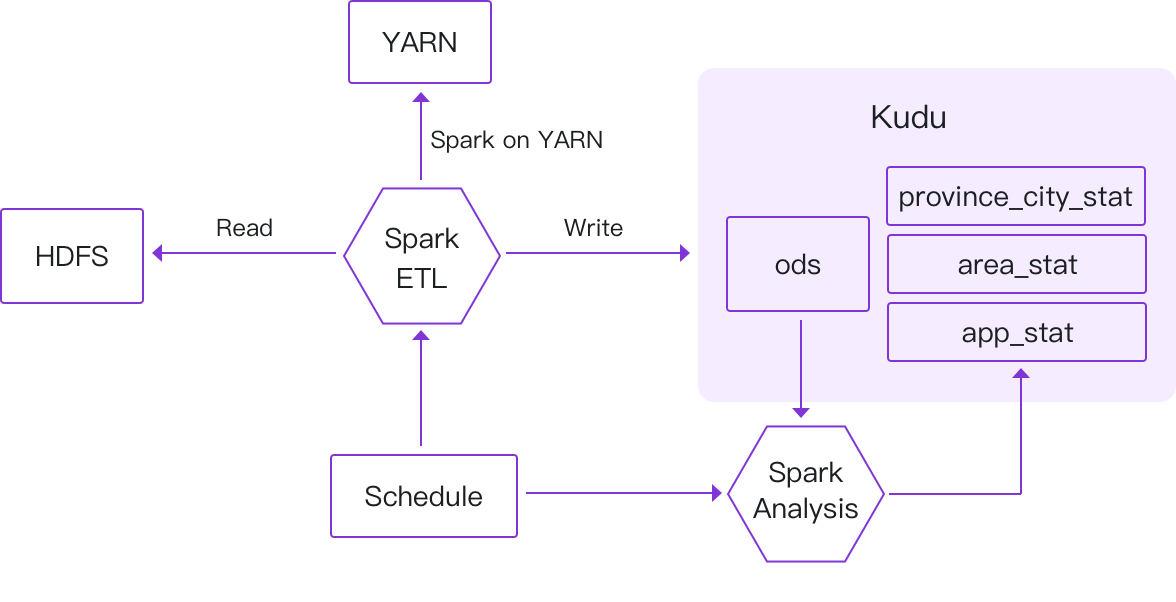 YARN
Kudu
Spark on YARN
province_city_stat
Read
Write
HDFS
Spark
ETL
ods
area_stat
app_stat
Schedule
Spark
Analysis